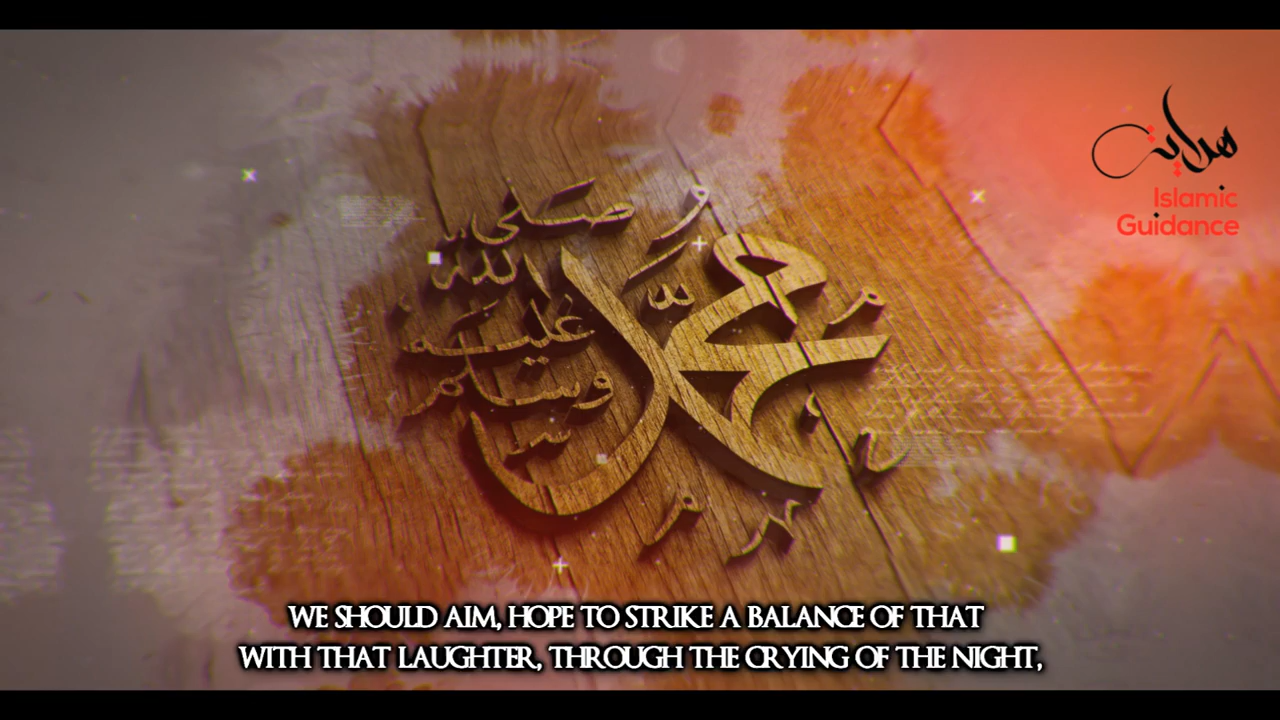 هداية
Islamic
Guidance
محمد
صلى
الله
عليه
وسلم
WE SHOULD AIM, HOPE TO STRIKE A BALANCE OF THAT
WITH THAT LAUGHTER, THROUGH THE CRYING OF THE NIGHT,